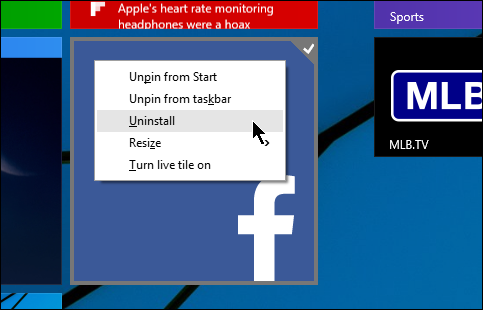 Apple's heart rate monitoring
headphones were a hoax
Sports
Unpin from Start
Unpin from taskbar
Uninstall
Resize
Turn live tile on
MLB
MLB.TV
f